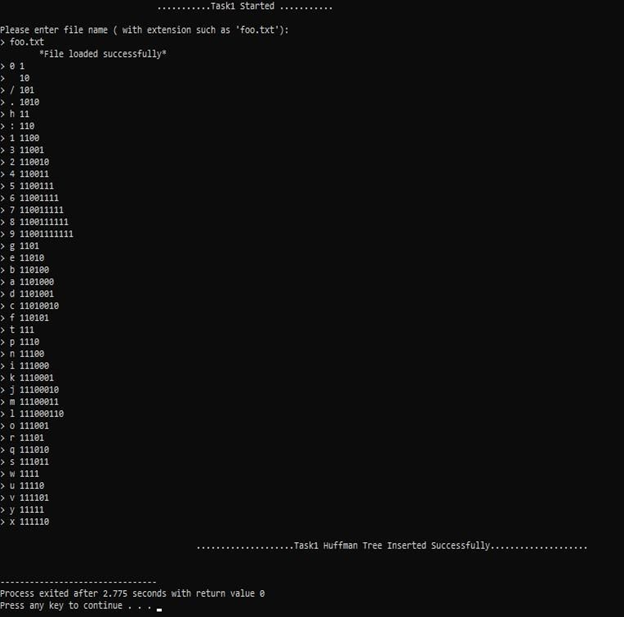 ...........Task1 Started ...........
Please enter file name ( with extension such as 'foo.txt'):
> foo.txt
*File loaded successfully*
> 0 1
>   10
> / 101
> . 1010
> h 11
> : 110
> 1 1100
> 3 11001
> 2 110010
> 4 110011
> 5 1100111
> 6 11001111
> 7 110011111
> 8 1100111111
> 9 11001111111
> g 1101
> e 11010
> b 110100
> a 1101000
> d 1101001
> c 11010010
> f 110101
> t 111
> p 1110
> n 11100
> i 111000
> k 1110001
> j 11100010
> m 11100011
> l 111000110
> o 111001
> r 11101
> q 111010
> s 111011
> w 1111
> u 11110
> v 111101
> y 11111
> x 111110
....................Task1 Huffman Tree Inserted Successfully....................
--------------------------------
Process exited after 2.775 seconds with return value 0
Press any key to continue . . .